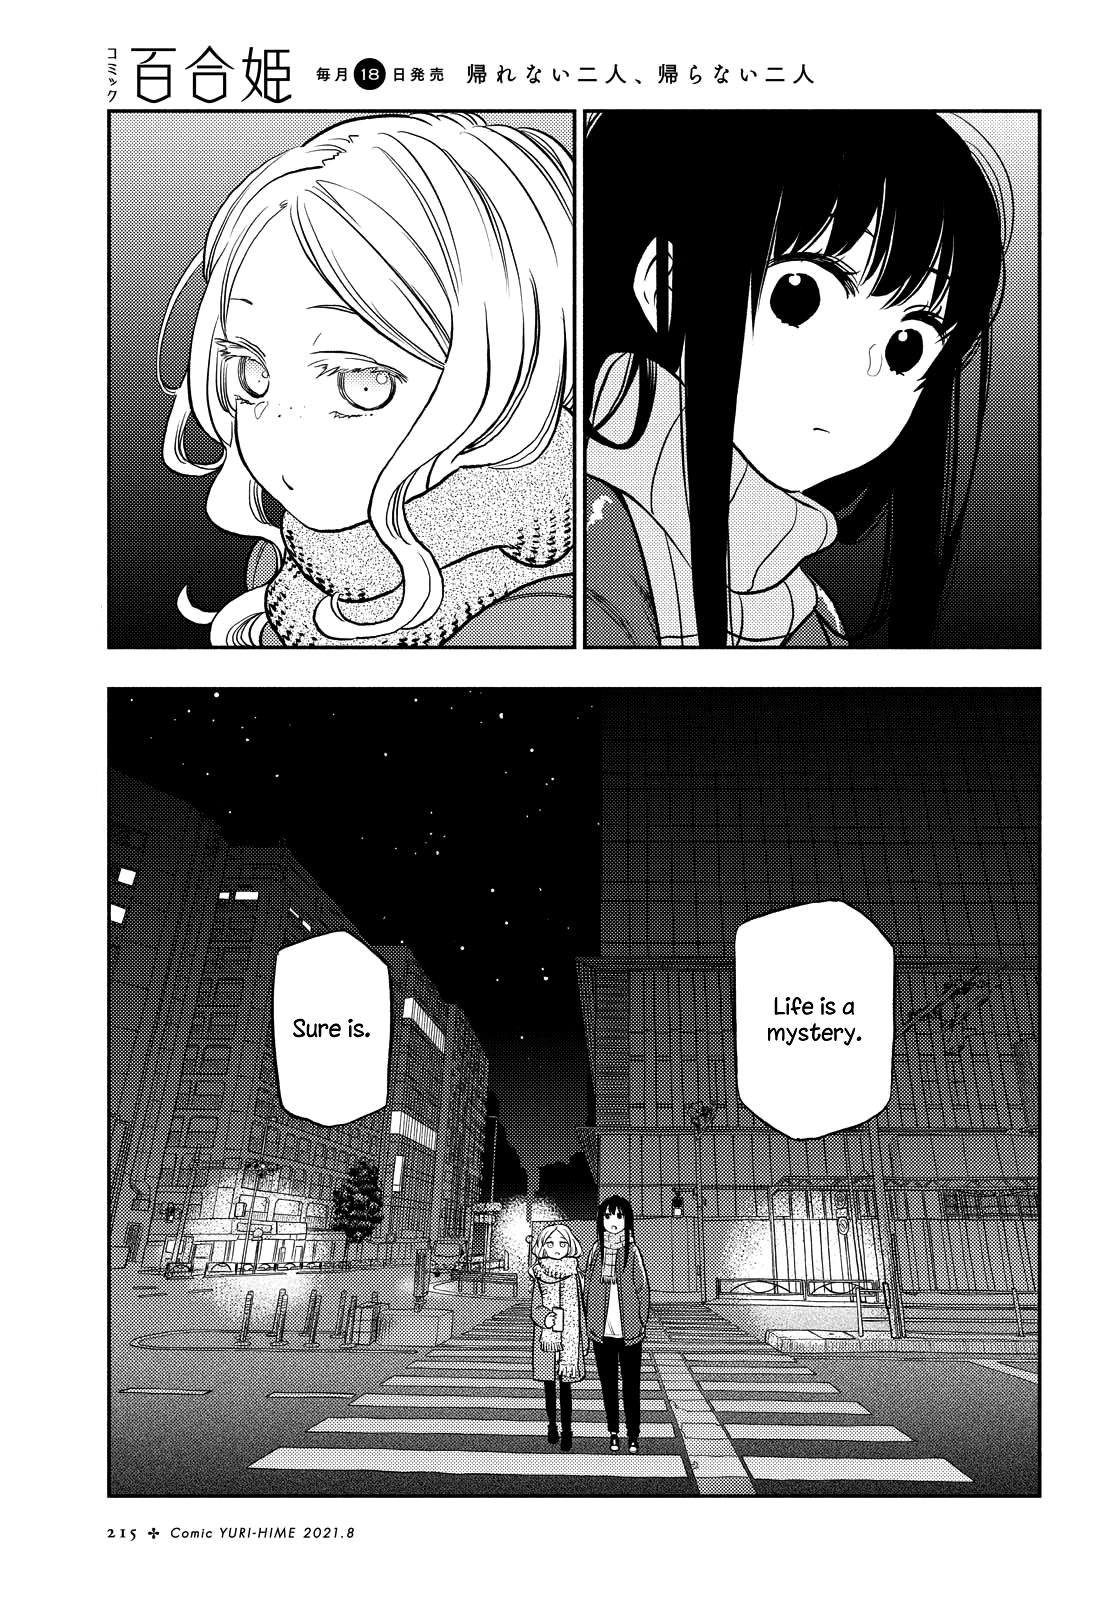 コミック 百合姫 毎月18日発売 帰れない二人、帰らない二人
Life is a
mystery.
Sure is.
215 ✣ Comic YURI-HIME 2021.8